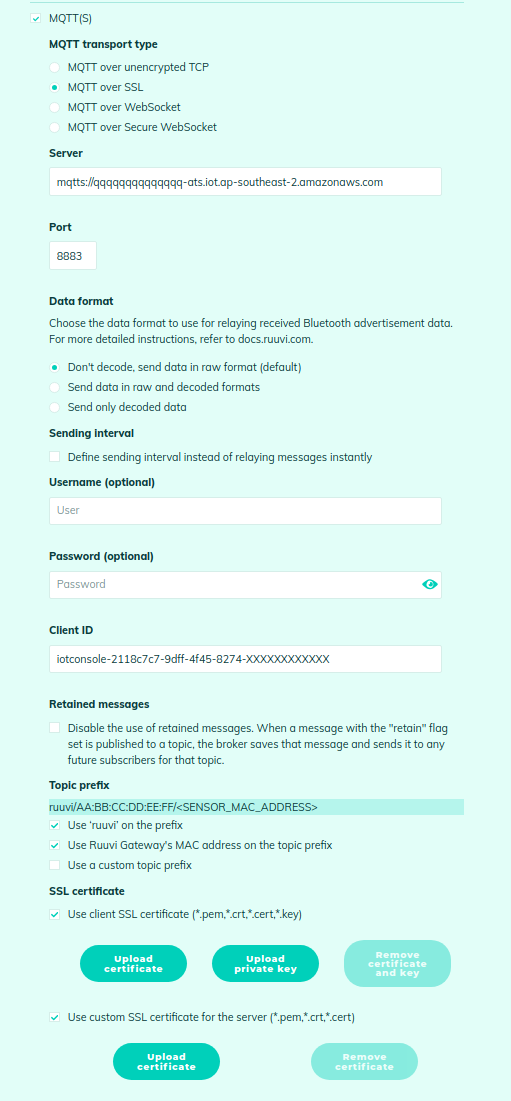 MQTT(S)
MQTT transport type
MQTT over unencrypted TCP
MQTT over SSL
MQTT over WebSocket
MQTT over Secure WebSocket
Server
mqtts://qqqqqqqqqqqqqq-ats.iot.ap-southeast-2.amazonaws.com
Port
8883
Data format
Choose the data format to use for relaying received Bluetooth advertisement data.
For more detailed instructions, refer to docs.ruuvi.com.
Don't decode, send data in raw format (default)
Send data in raw and decoded formats
Send only decoded data
Sending interval
Define sending interval instead of relaying messages instantly
Username (optional)
User
Password (optional)
Password
Client ID
iotconsole-2118c7c7-9dff-4f45-8274-XXXXXXXXXXXX
Retained messages
Disable the use of retained messages. When a message with the "retain" flag
set is published to a topic, the broker saves that message and sends it to any
future subscribers for that topic.
Topic prefix
ruuvi/AA:BB:CC:DD:EE:FF/<SENSOR_MAC_ADDRESS>
Use 'ruuvi' on the prefix
Use Ruuvi Gateway's MAC address on the topic prefix
Use a custom topic prefix
SSL certificate
Use client SSL certificate (*.pem,*.crt,*.cert,*.key)
Upload
certificate
Upload
private key
Remove
certificate
and key
Use custom SSL certificate for the server (*.pem,*.crt,*.cert)
Upload
certificate
Remove
certificate